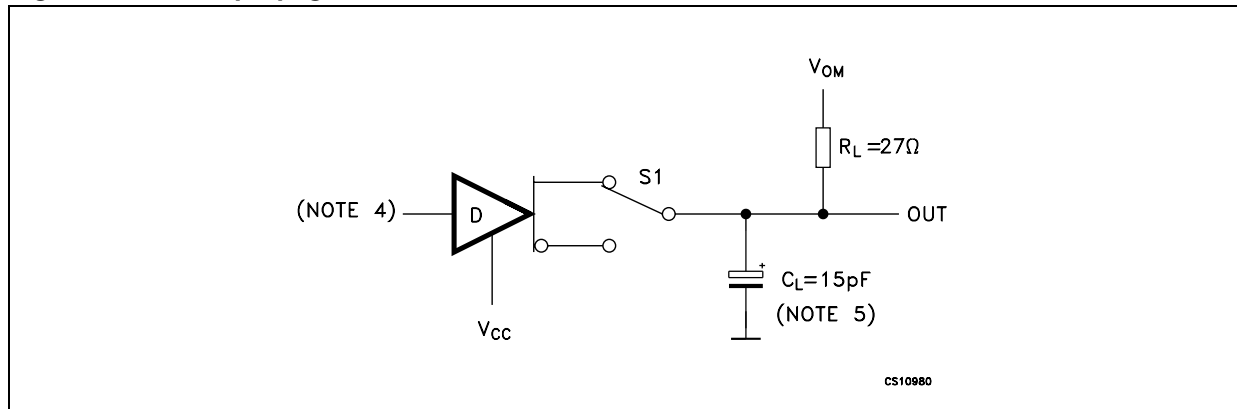 V_OM
R_L=27Ω
S1
(NOTE 4)
D
OUT
+
C_L=15pF
(NOTE 5)
V_CC
CS10980